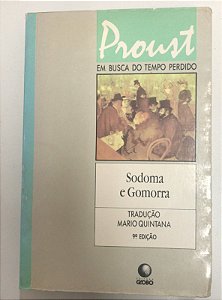 Proust
EM BUSCA DO TEMPO PERDIDO
Sodoma
e Gomorra
TRADUÇÃO
MARIO QUINTANA
9ª EDIÇÃO
GLOBO